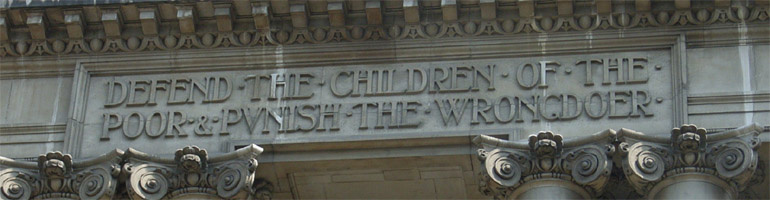 DEFEND · THE · CHILDREN · OF · THE ·
POOR · & · PVNISH · THE · WRONGDOER ·